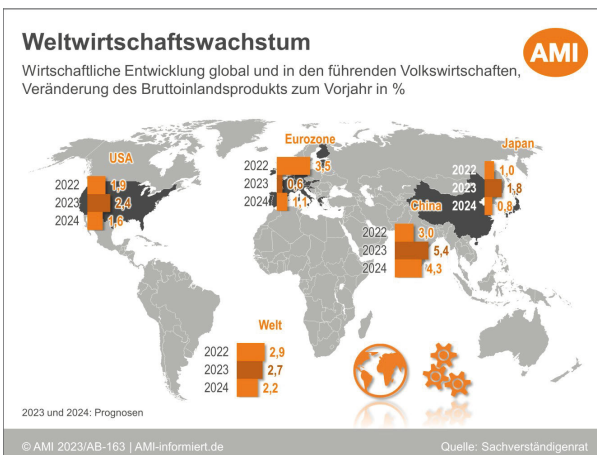 Weltwirtschaftswachstum
AMI
Wirtschaftliche Entwicklung global und in den führenden Volkswirtschaften,
Veränderung des Bruttoinlandsprodukts zum Vorjahr in %
USA
2022 1,9
2023 2,4
2024 1,6
Eurozone
2022 3,5
2023 0,6
2024 1,1
Japan
2022 1,0
2023 1,8
2024 0,8
China
2022 3,0
2023 5,4
2024 4,3
Welt
2022 2,9
2023 2,7
2024 2,2
2023 und 2024: Prognosen
© AMI 2023/AB-163 | AMI-informiert.de
Quelle: Sachverständigenrat